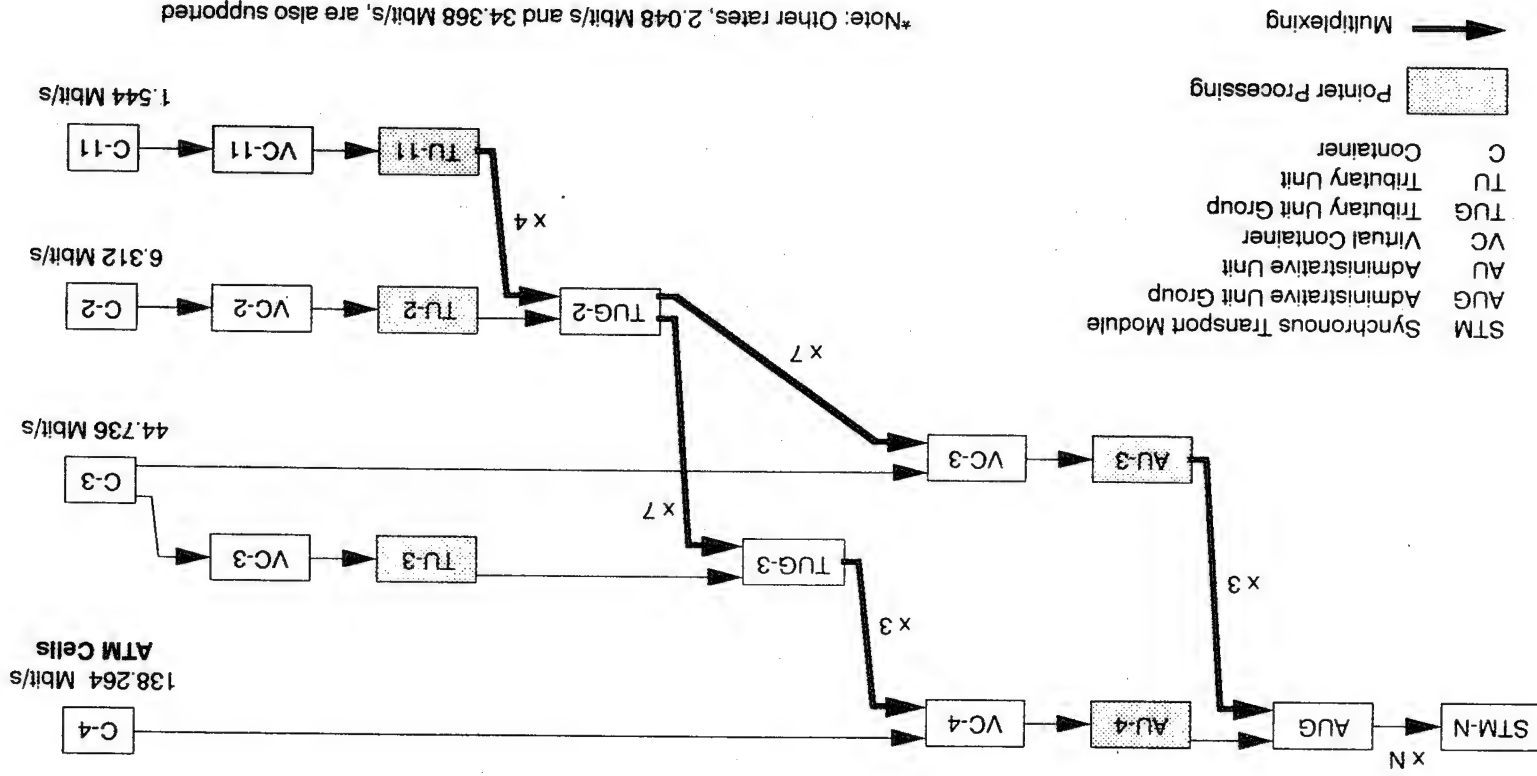 x N
STM-N
AUG
AU-4
VC-4
C-4
138.264 Mbit/s
ATM Cells
x 3
x 3
TUG-3
TU-3
VC-3
x 7
AU-3
VC-3
C-3
44.736 Mbit/s
x 7
TUG-2
TU-2
VC-2
C-2
6.312 Mbit/s
x 4
TU-11
VC-11
C-11
1.544 Mbit/s
STM Synchronous Transport Module
AUG Administrative Unit Group
AU Administrative Unit
VC Virtual Container
TUG Tributary Unit Group
TU Tributary Unit
C Container
Pointer Processing
Multiplexing
*Note: Other rates, 2.048 Mbit/s and 34.368 Mbit/s, are also supported